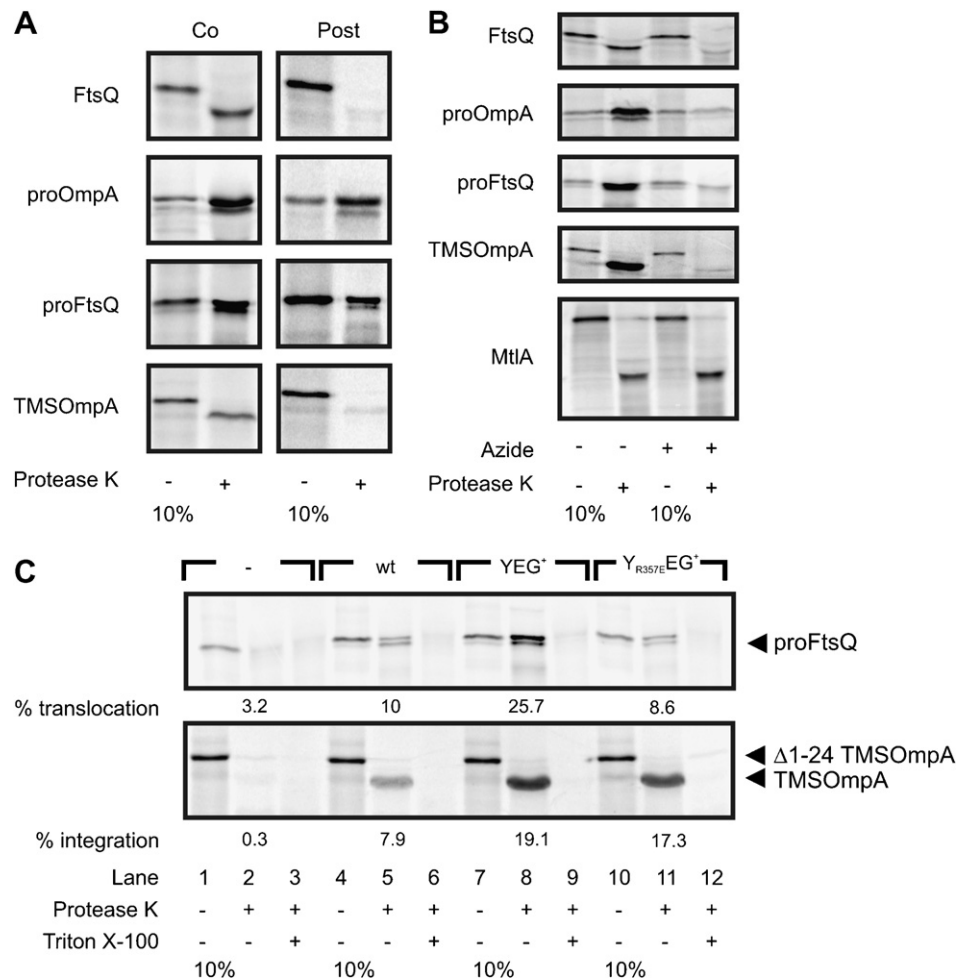 A
Co Post
FtsQ
proOmpA
proFtsQ
TMSOmpA
Protease K - + - +
10% 10%
B
FtsQ
proOmpA
proFtsQ
TMSOmpA
MtlA
Azide - - + +
Protease K - + - +
10% 10%
C
- wt YEG⁺ Y_R357E EG⁺
proFtsQ
% translocation 3.2 10 25.7 8.6
Δ1-24 TMSOmpA
TMSOmpA
% integration 0.3 7.9 19.1 17.3
Lane 1 2 3 4 5 6 7 8 9 10 11 12
Protease K - + + - + + - + + - + +
Triton X-100 - - + - - + - - + - - +
10% 10% 10% 10%